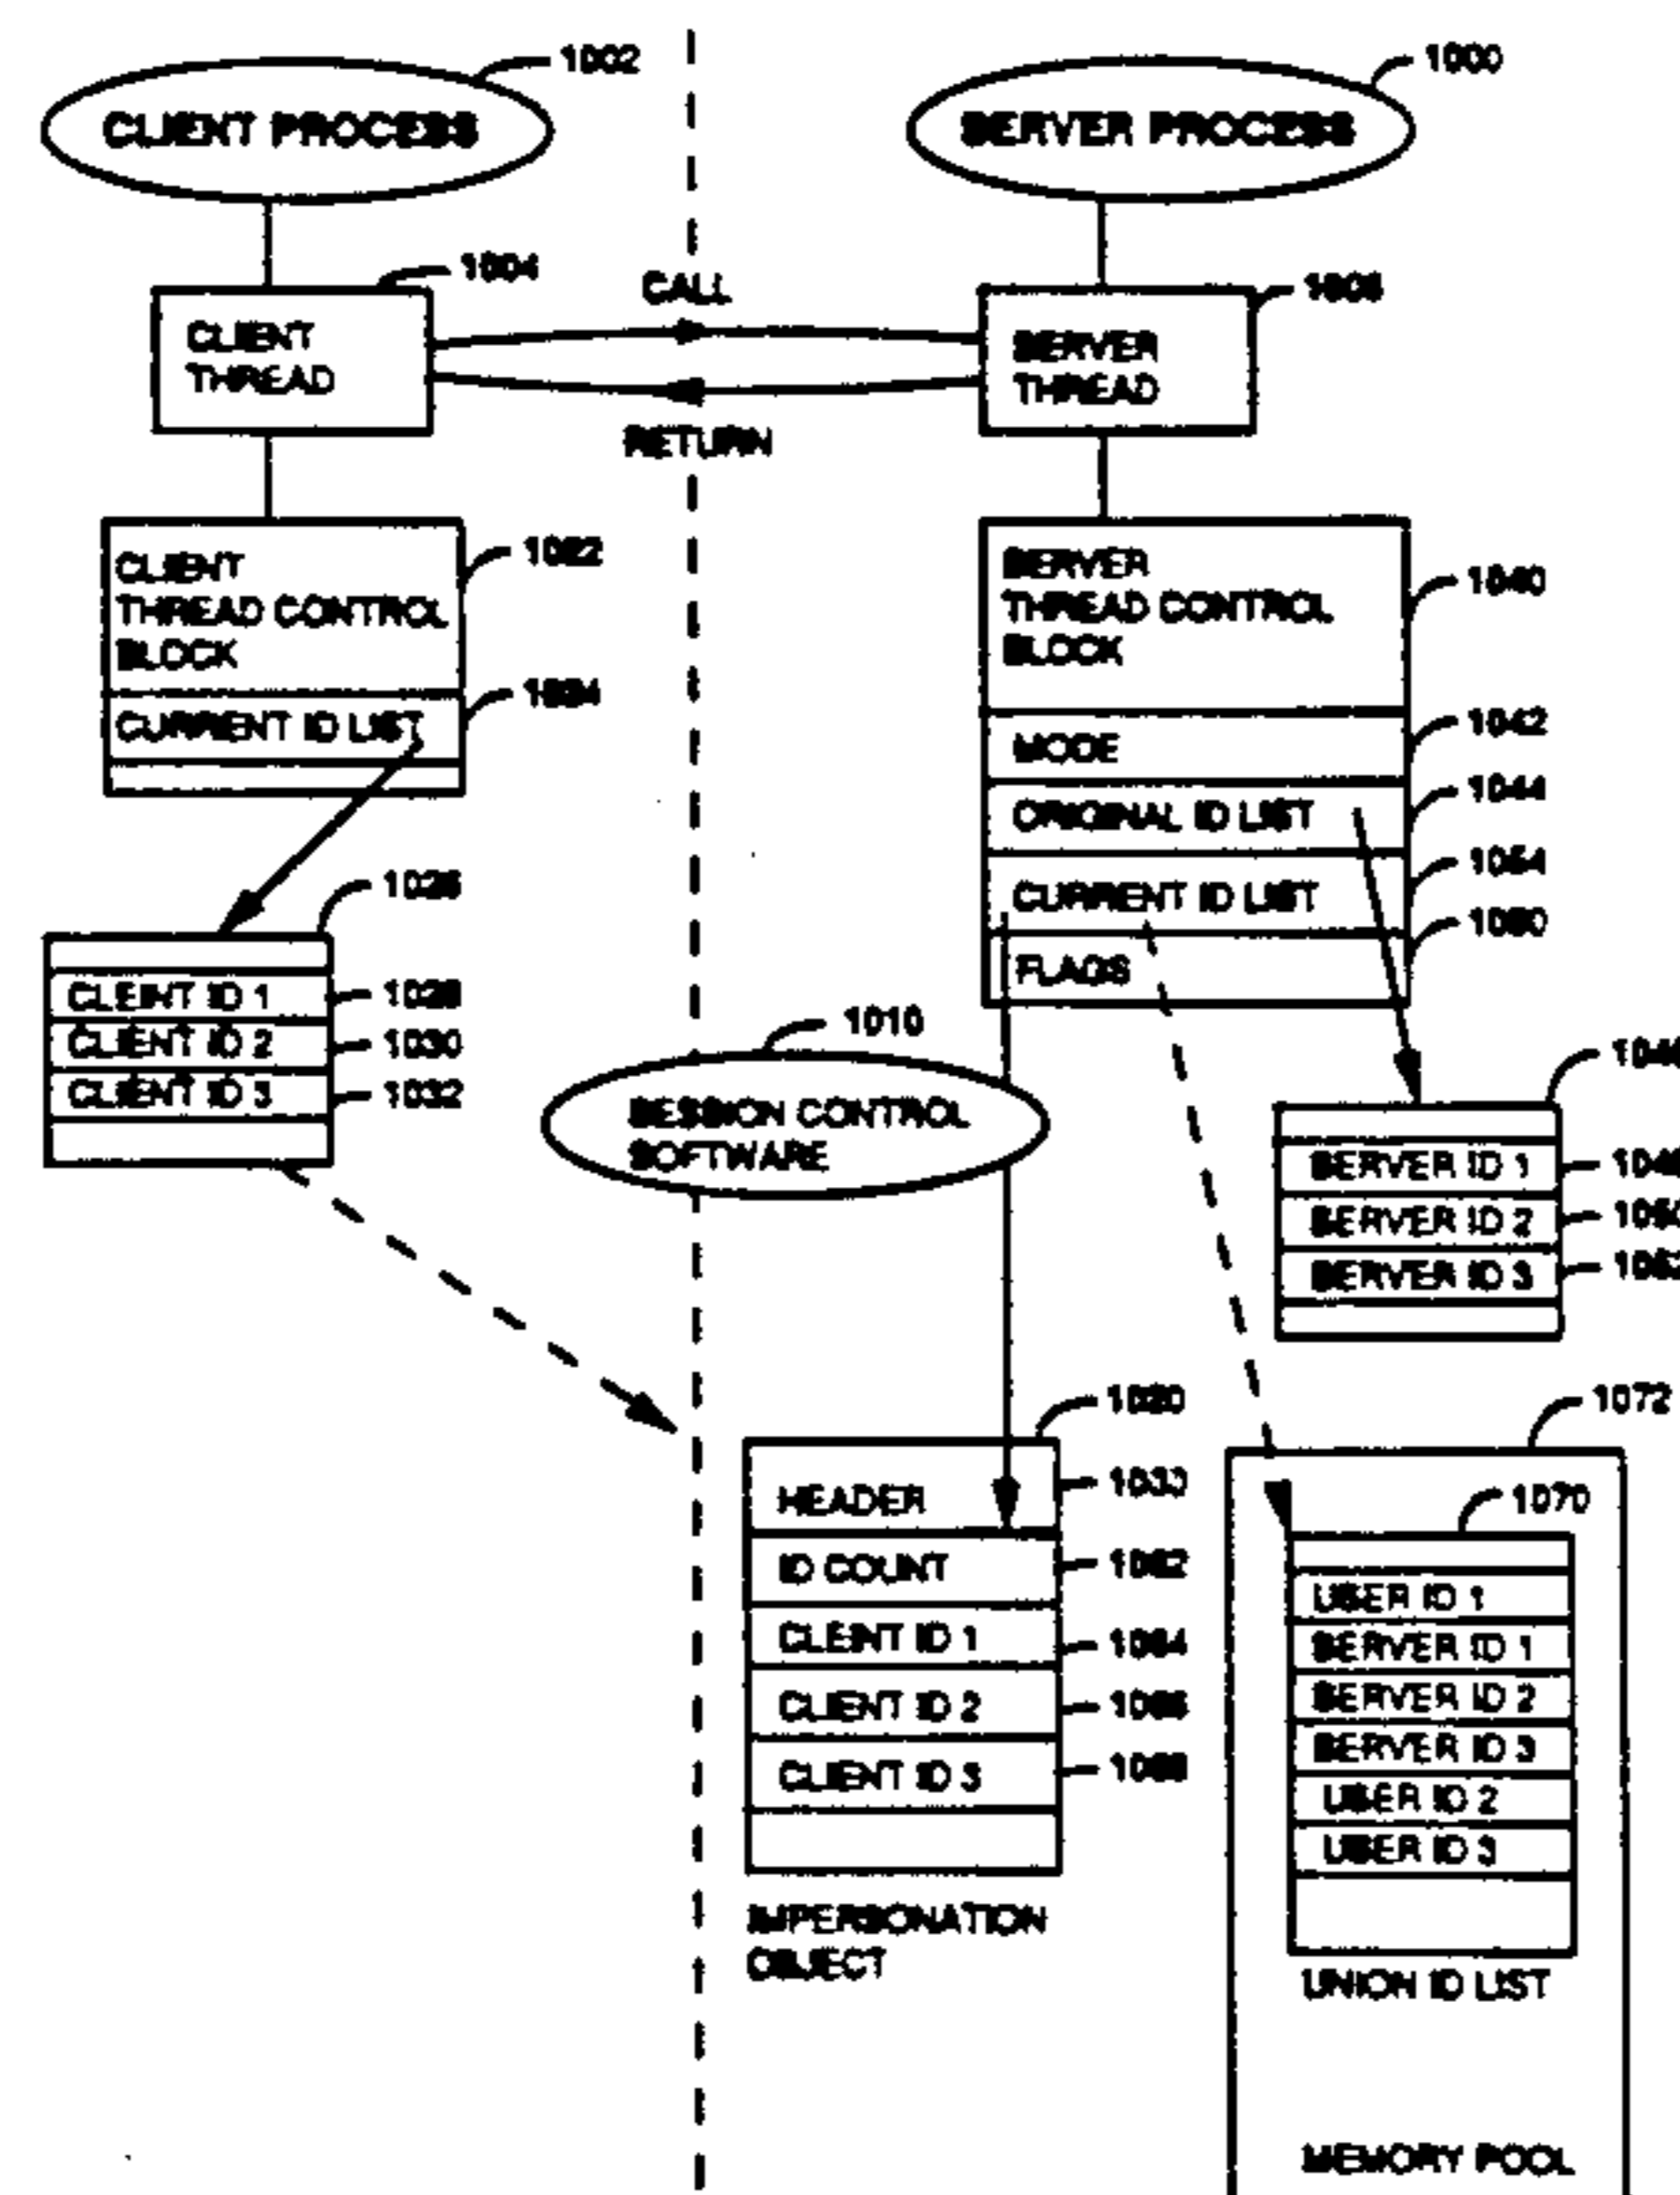 1002
CLIENT PROCESS
1000
SERVER PROCESS
1004
CLIENT
THREAD
CALL
RETURN
SERVER
THREAD
1022
CLIENT
THREAD CONTROL
BLOCK
CURRENT ID LIST
1040
SERVER
THREAD CONTROL
BLOCK
1042
MODE
1044
ORIGINAL ID LIST
1054
CURRENT ID LIST
FLAGS
CLEINT ID 1
CLIENT ID 2
1030
CLIENT ID 3
1032
1010
SESSION CONTROL
SOFTWARE
SERVER ID 1
SERVER ID 2
SERVER ID 3
1020
HEADER
ID COUNT
CLEINT ID 1
CLIENT ID 2
CLIENT ID 3
IMPERSONATION
OBJECT
1072
1070
USER ID 1
SERVER ID 1
SERVER ID 2
SERVER ID 3
USER ID 2
USER ID 3
UNION ID LIST
MEMORY POOL